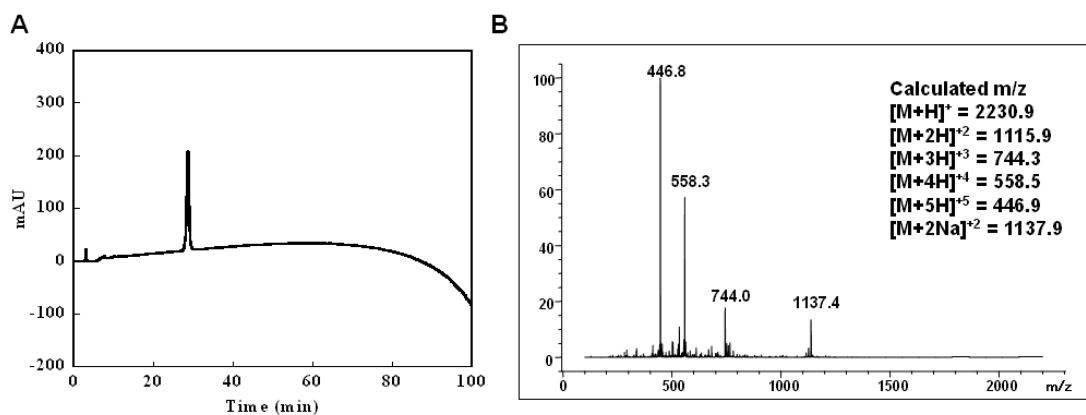 A
400
300
200
100
0
-100
-200
mAU
0
20
40
60
80
100
Time (min)
B
100
80
60
40
20
0
446.8
558.3
744.0
1137.4
Calculated m/z
[M+H]⁺ = 2230.9
[M+2H]⁺² = 1115.9
[M+3H]⁺³ = 744.3
[M+4H]⁺⁴ = 558.5
[M+5H]⁺⁵ = 446.9
[M+2Na]⁺² = 1137.9
0
500
1000
1500
2000
m/z